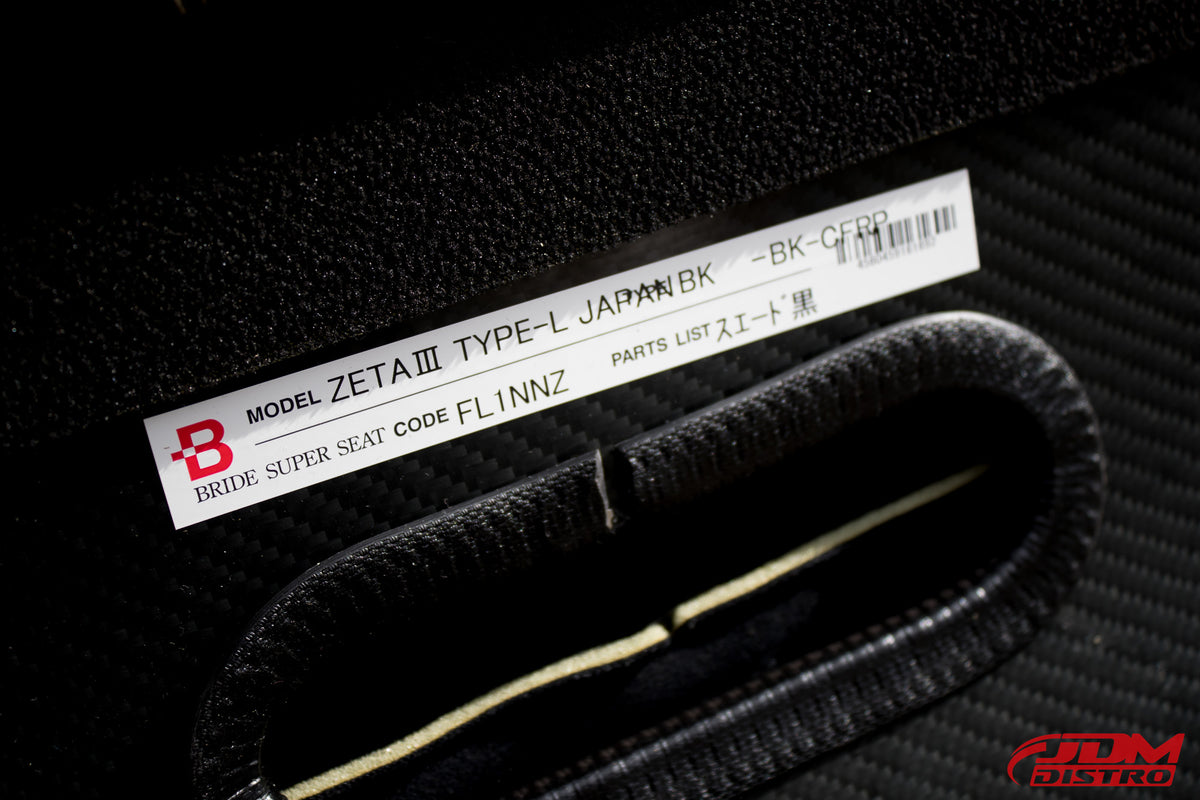 B
MODEL ZETAⅢ TYPE-L JAPAN BK -BK-CFRP
BRIDE SUPER SEAT CODE FL1NNZ PARTS LIST スエード黒
JDM
DISTRO